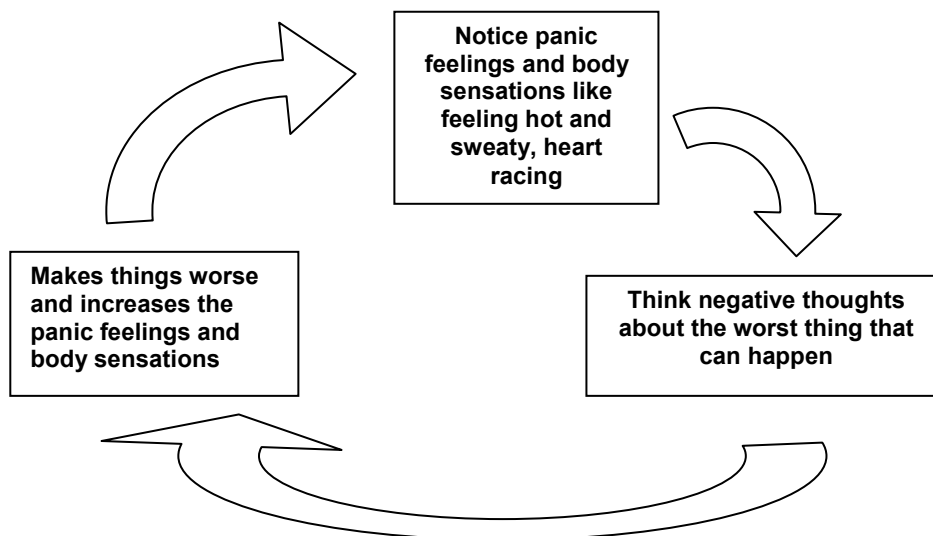 Notice panic
feelings and body
sensations like
feeling hot and
sweaty, heart
racing
Think negative thoughts
about the worst thing that
can happen
Makes things worse
and increases the
panic feelings and
body sensations